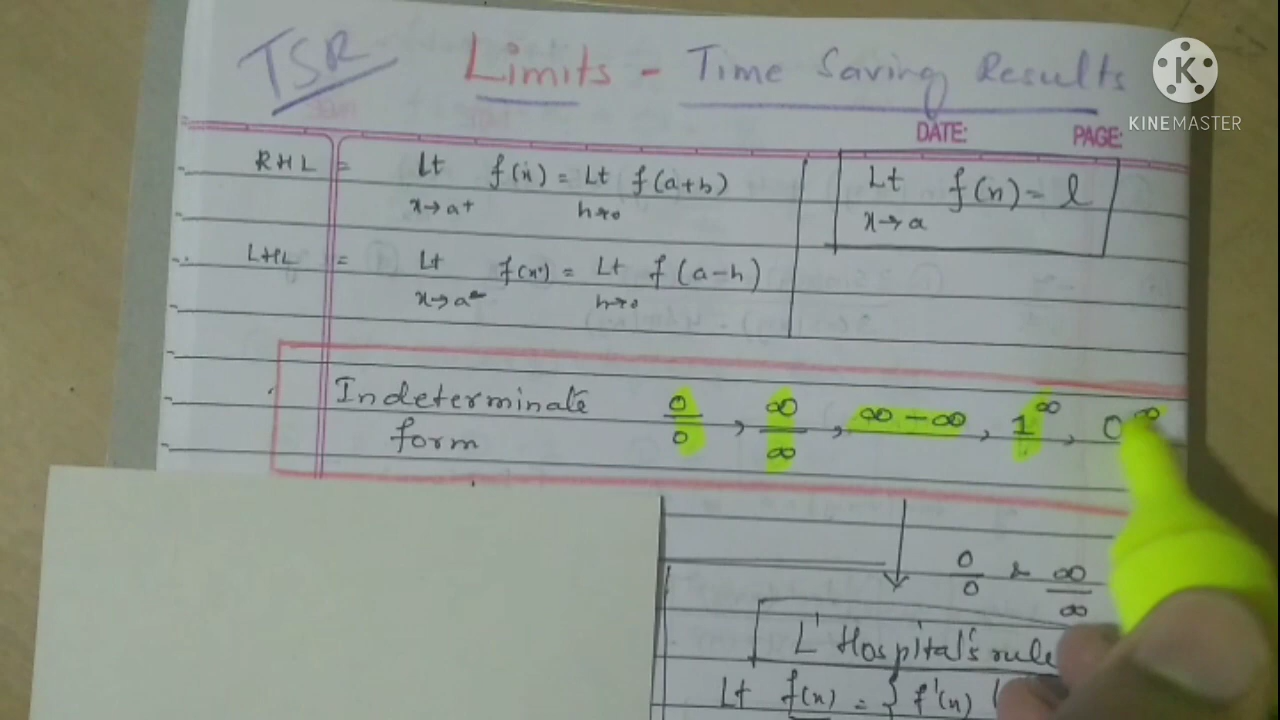 TSR Limits - Time Saving Results
K
KINEMASTER
DATE: PAGE:
RHL = Lt f(x) = Lt f(a+h)
x→a+ h→0
Lt f(x) = l
x→a
LHL = Lt f(x) = Lt f(a-h)
x→a- h→0
Indeterminate form 0/0, ∞/∞, ∞-∞, 1^∞, 0^∞
0/0 & ∞/∞
L'Hospital's rule
Lt f(x) = { f'(x)